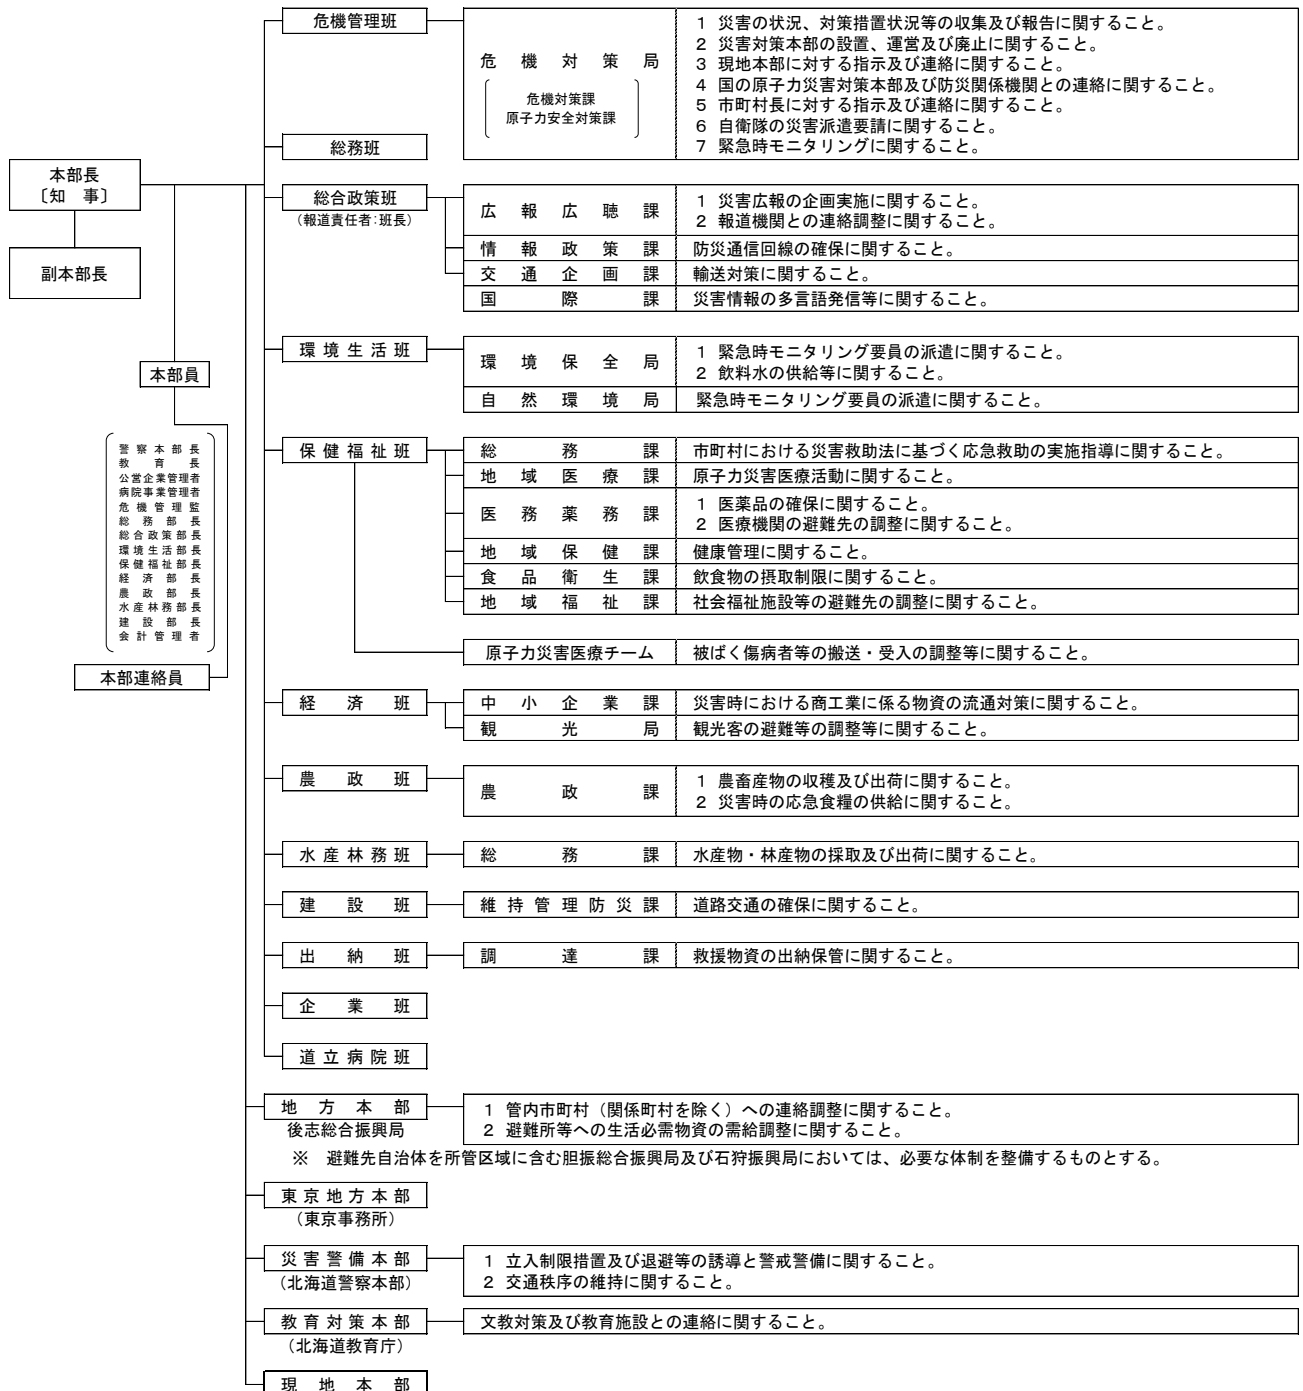 本部長
〔知 事〕
副本部長
本部員
警察本部長
教育長
公営企業管理者
病院事業管理者
危機管理監
総務部長
総合政策部長
環境生活部長
保健福祉部長
経済部長
農政部長
水産林務部長
建設部長
会計管理者
本部連絡員
危機管理班
危機対策局
危機対策課
原子力安全対策課
1 災害の状況、対策措置状況等の収集及び報告に関すること。
2 災害対策本部の設置、運営及び廃止に関すること。
3 現地本部に対する指示及び連絡に関すること。
4 国の原子力災害対策本部及び防災関係機関との連絡に関すること。
5 市町村長に対する指示及び連絡に関すること。
6 自衛隊の災害派遣要請に関すること。
7 緊急時モニタリングに関すること。
総務班
総合政策班
(報道責任者:班長)
広報広聴課
1 災害広報の企画実施に関すること。
2 報道機関との連絡調整に関すること。
情報政策課 防災通信回線の確保に関すること。
交通企画課 輸送対策に関すること。
国際課 災害情報の多言語発信等に関すること。
環境生活班
環境保全局
1 緊急時モニタリング要員の派遣に関すること。
2 飲料水の供給等に関すること。
自然環境局 緊急時モニタリング要員の派遣に関すること。
保健福祉班
総務課 市町村における災害救助法に基づく応急救助の実施指導に関すること。
地域医療課 原子力災害医療活動に関すること。
医務薬務課
1 医薬品の確保に関すること。
2 医療機関の避難先の調整に関すること。
地域保健課 健康管理に関すること。
食品衛生課 飲食物の摂取制限に関すること。
地域福祉課 社会福祉施設等の避難先の調整に関すること。
原子力災害医療チーム 被ばく傷病者等の搬送・受入の調整等に関すること。
経済班
中小企業課 災害時における商工業に係る物資の流通対策に関すること。
観光局 観光客の避難等の調整等に関すること。
農政班
農政課
1 農畜産物の収穫及び出荷に関すること。
2 災害時の応急食糧の供給に関すること。
水産林務班 総務課 水産物・林産物の採取及び出荷に関すること。
建設班 維持管理防災課 道路交通の確保に関すること。
出納班 調達課 救援物資の出納保管に関すること。
企業班
道立病院班
地方本部
後志総合振興局
1 管内市町村(関係町村を除く)への連絡調整に関すること。
2 避難所等への生活必需物資の需給調整に関すること。
※ 避難先自治体を所管区域に含む胆振総合振興局及び石狩振興局においては、必要な体制を整備するものとする。
東京地方本部
(東京事務所)
災害警備本部
(北海道警察本部)
1 立入制限措置及び退避等の誘導と警戒警備に関すること。
2 交通秩序の維持に関すること。
教育対策本部
(北海道教育庁)
文教対策及び教育施設との連絡に関すること。
現地本部